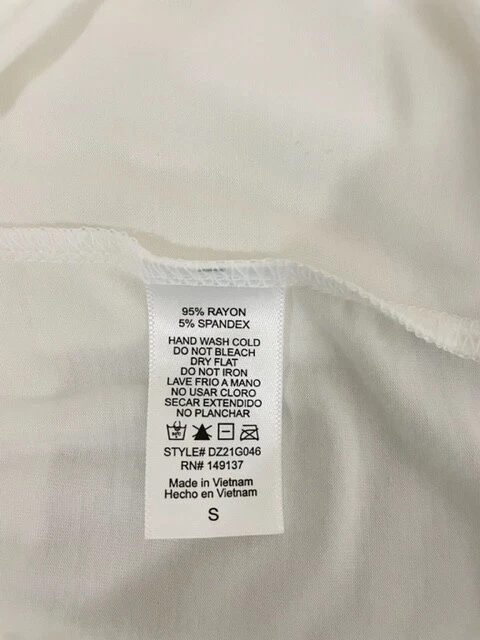 95% RAYON
5% SPANDEX
HAND WASH COLD
DO NOT BLEACH
DRY FLAT
DO NOT IRON
LAVE FRIO A MANO
NO USAR CLORO
SECAR EXTENDIDO
NO PLANCHAR
STYLE# DZ21G046
RN# 149137
Made in Vietnam
Hecho en Vietnam
S